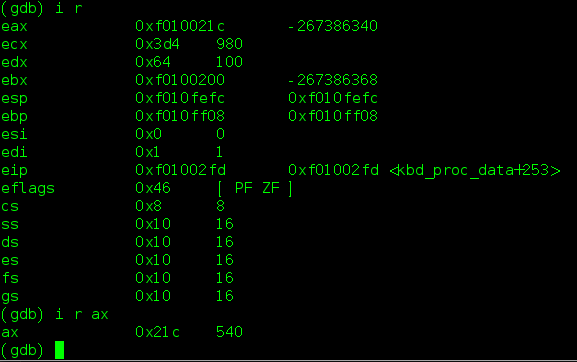 (gdb) i r
eax 0xf010021c -267386340
ecx 0x3d4 980
edx 0x64 100
ebx 0xf0100200 -267386368
esp 0xf010fefc 0xf010fefc
ebp 0xf010ff08 0xf010ff08
esi 0x0 0
edi 0x1 1
eip 0xf01002fd 0xf01002fd <kbd_proc_data+253>
eflags 0x46 [ PF ZF ]
cs 0x8 8
ss 0x10 16
ds 0x10 16
es 0x10 16
fs 0x10 16
gs 0x10 16
(gdb) i r ax
ax 0x21c 540
(gdb)